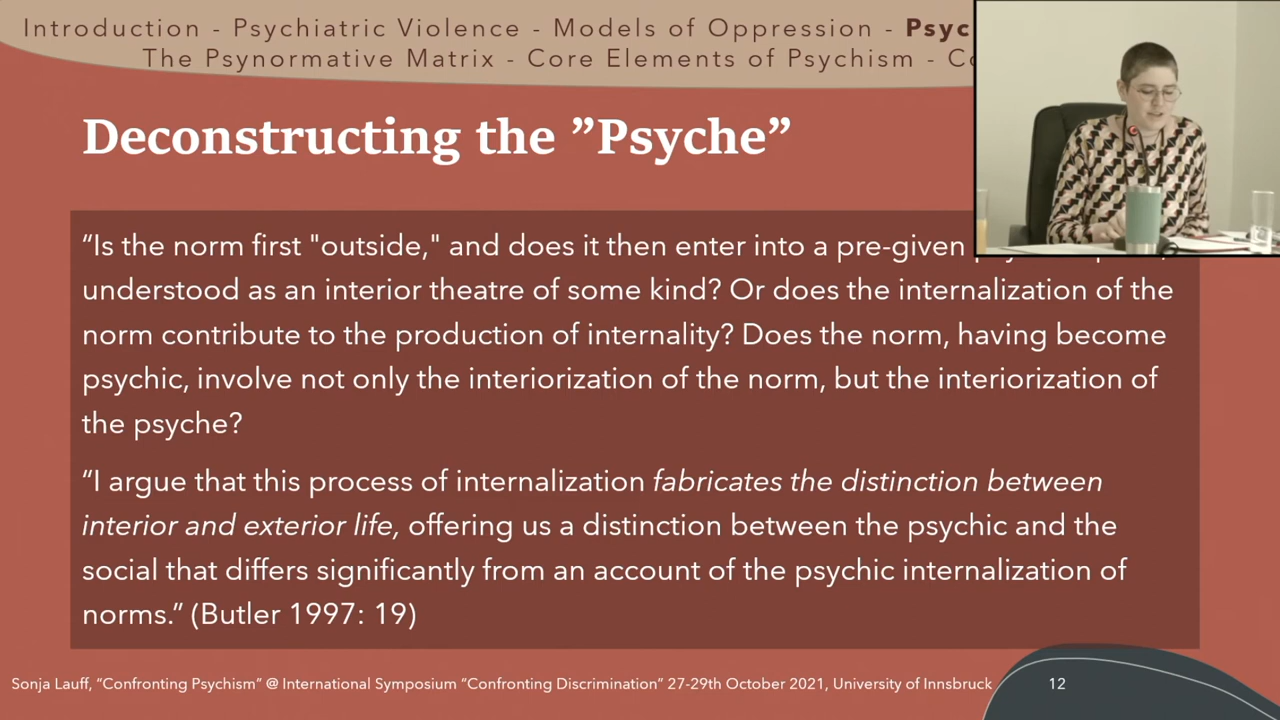 Introduction - Psychiatric Violence - Models of Oppression - Psyc
The Psynormative Matrix - Core Elements of Psychism - Co
Deconstructing the ”Psyche”
“Is the norm first "outside," and does it then enter into a pre-given
understood as an interior theatre of some kind? Or does the internalization of the
norm contribute to the production of internality? Does the norm, having become
psychic, involve not only the interiorization of the norm, but the interiorization of
the psyche?
“I argue that this process of internalization fabricates the distinction between
interior and exterior life, offering us a distinction between the psychic and the
social that differs significantly from an account of the psychic internalization of
norms.” (Butler 1997: 19)
Sonja Lauff, “Confronting Psychism” @ International Symposium ”Confronting Discrimination” 27-29th October 2021, University of Innsbruck 12